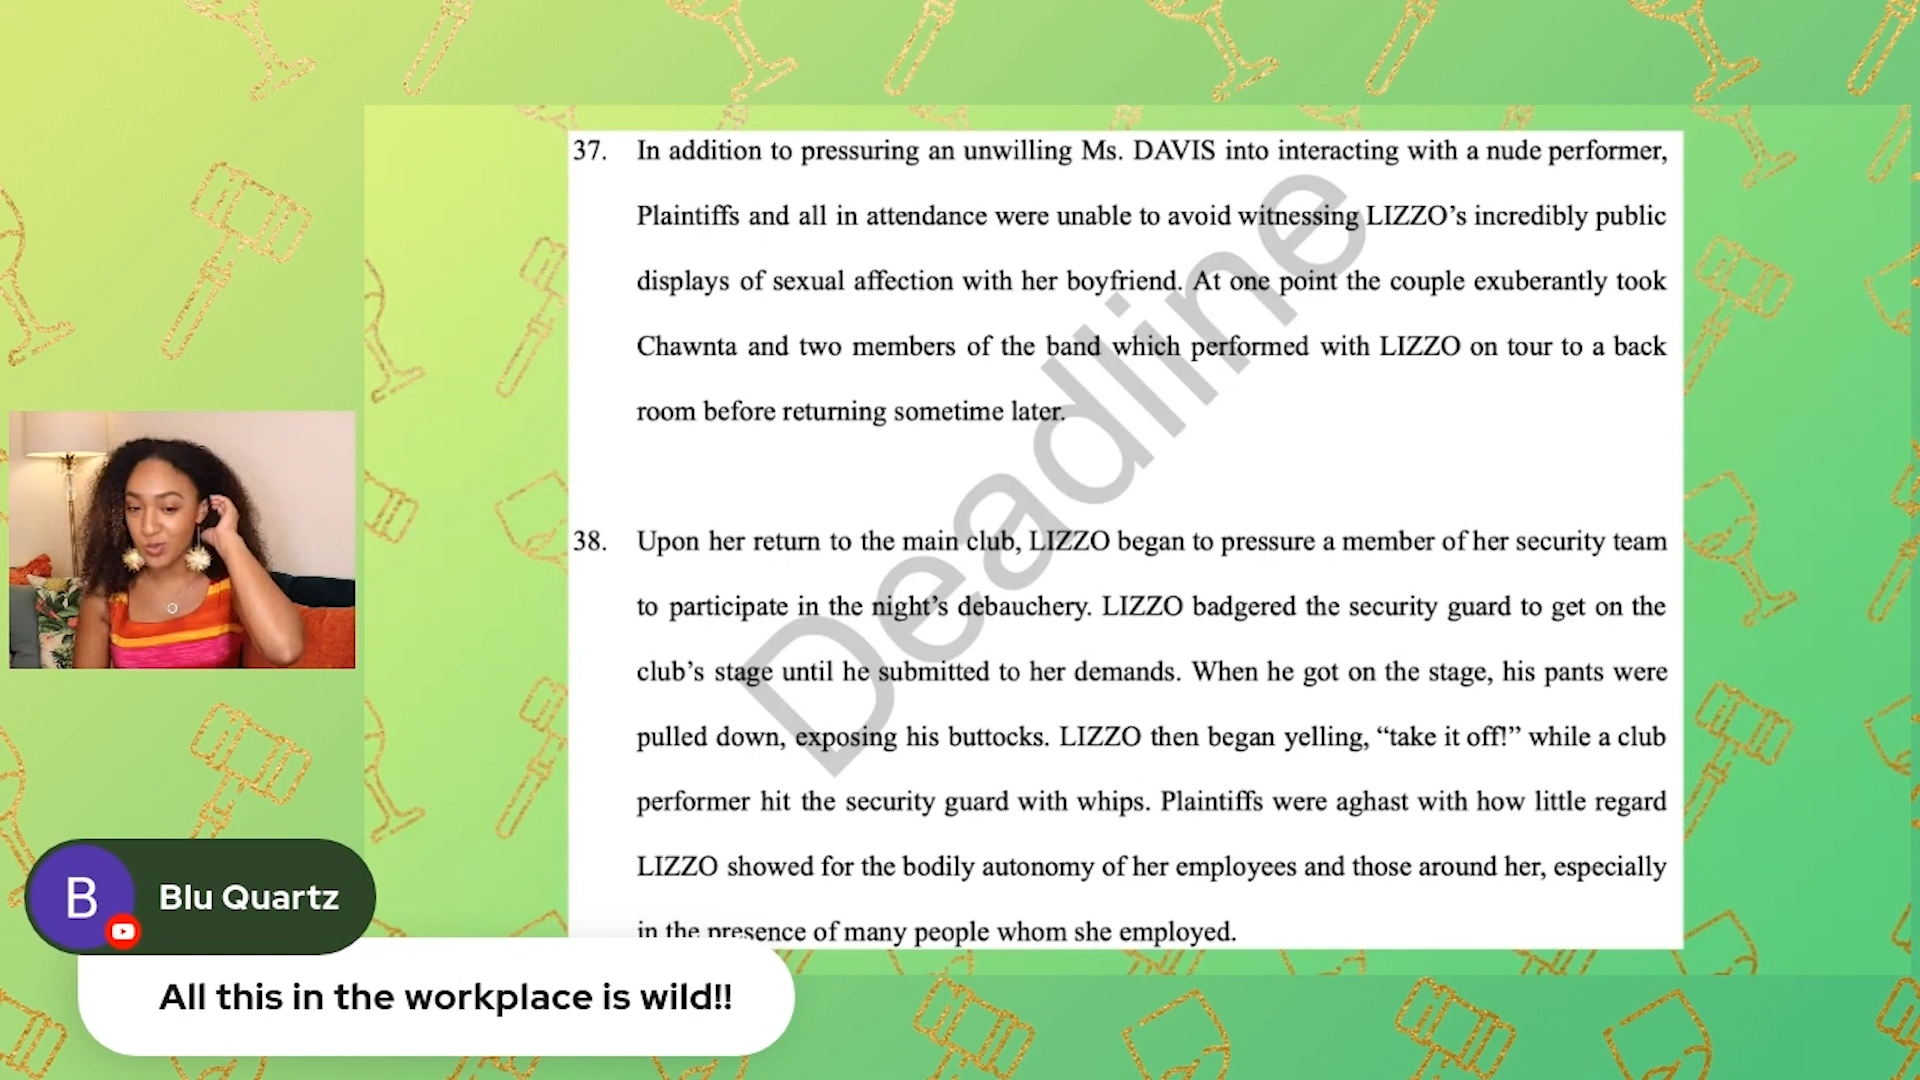 37. In addition to pressuring an unwilling Ms. DAVIS into interacting with a nude performer,
Plaintiffs and all in attendance were unable to avoid witnessing LIZZO’s incredibly public
displays of sexual affection with her boyfriend. At one point the couple exuberantly took
Chawnta and two members of the band which performed with LIZZO on tour to a back
room before returning sometime later.
38. Upon her return to the main club, LIZZO began to pressure a member of her security team
to participate in the night’s debauchery. LIZZO badgered the security guard to get on the
club’s stage until he submitted to her demands. When he got on the stage, his pants were
pulled down, exposing his buttocks. LIZZO then began yelling, “take it off!” while a club
performer hit the security guard with whips. Plaintiffs were aghast with how little regard
LIZZO showed for the bodily autonomy of her employees and those around her, especially
in the presence of many people whom she employed.
Deadline
B
Blu Quartz
All this in the workplace is wild!!